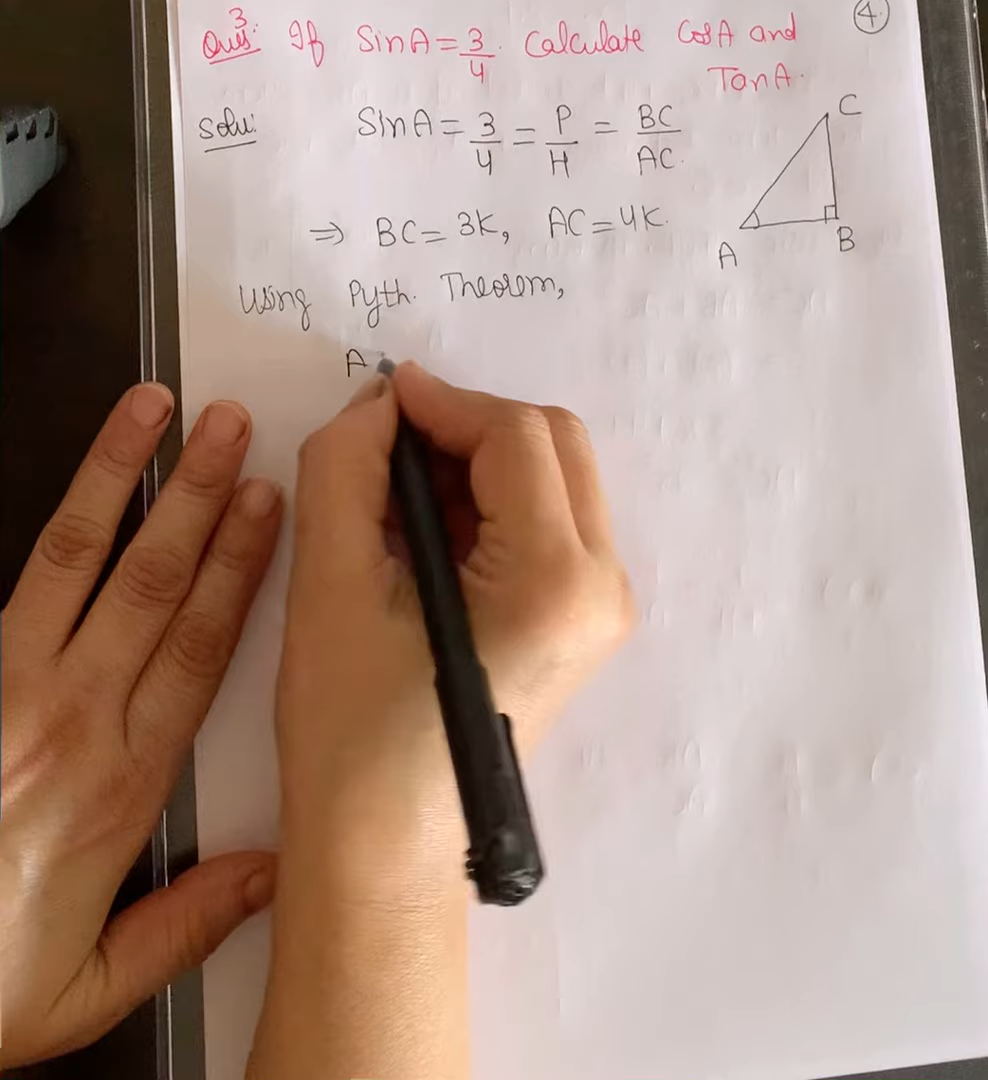 ④
Ques: 3 If SinA = 3/4. Calculate CosA and
TanA.
Solu: SinA = 3/4 = P/H = BC/AC.
⇒ BC = 3K, AC = 4K.
C
A
B
Using Pyth. Theorem,
A